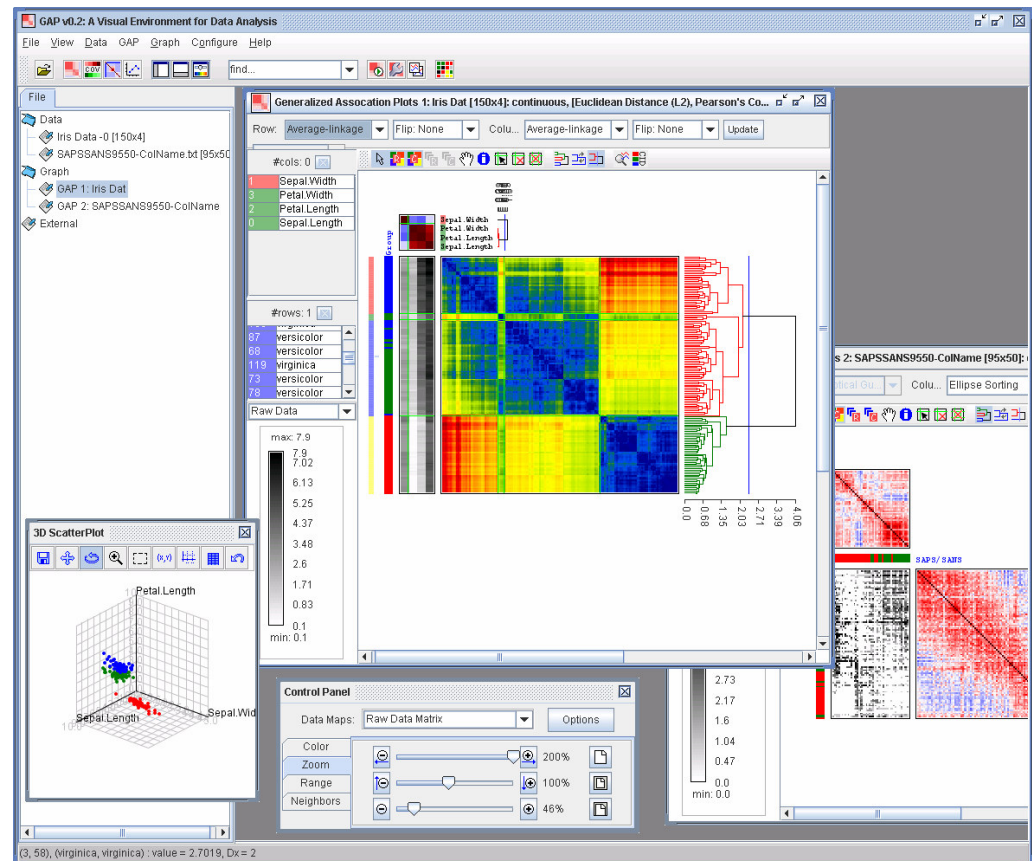 GAP v0.2: A Visual Environment for Data Analysis
File View Data GAP Graph Configure Help
COV
find...
File
Data
Iris Data -0 [150x4]
SAPSSANS9550-ColName.txt [95x50
Graph
GAP 1: Iris Dat
GAP 2: SAPSSANS9550-ColName
External
Generalized Assocation Plots 1: Iris Dat [150x4]: continuous, [Euclidean Distance (L2), Pearson's Co...
Row: Average-linkage Flip: None Colu... Average-linkage Flip: None Update
#cols: 0
1 Sepal.Width
3 Petal.Width
2 Petal.Length
0 Sepal.Length
#rows: 1
virginica
87 versicolor
68 versicolor
119 virginica
73 versicolor
78 versicolor
Raw Data
max: 7.9
7.9
7.02
6.13
5.25
4.37
3.48
2.6
1.71
0.83
0.1
min: 0.1
Group
Sepal.Width
Petal.Width
Petal.Length
Sepal.Length
0.0 0.68 1.35 2.03 2.71 3.39 4.06
s 2: SAPSSANS9550-ColName [95x50]:
Colu... Ellipse Sorting
SAPS/SANS
2.73
2.17
1.6
1.04
0.47
0.0
min: 0.0
3D ScatterPlot
(x,y)
Petal.Length
Sepal.Length
Sepal.Wid
Control Panel
Data Maps: Raw Data Matrix Options
Color
Zoom
Range
Neighbors
200%
100%
46%
(3, 58), (virginica, virginica) : value = 2.7019, Dx = 2